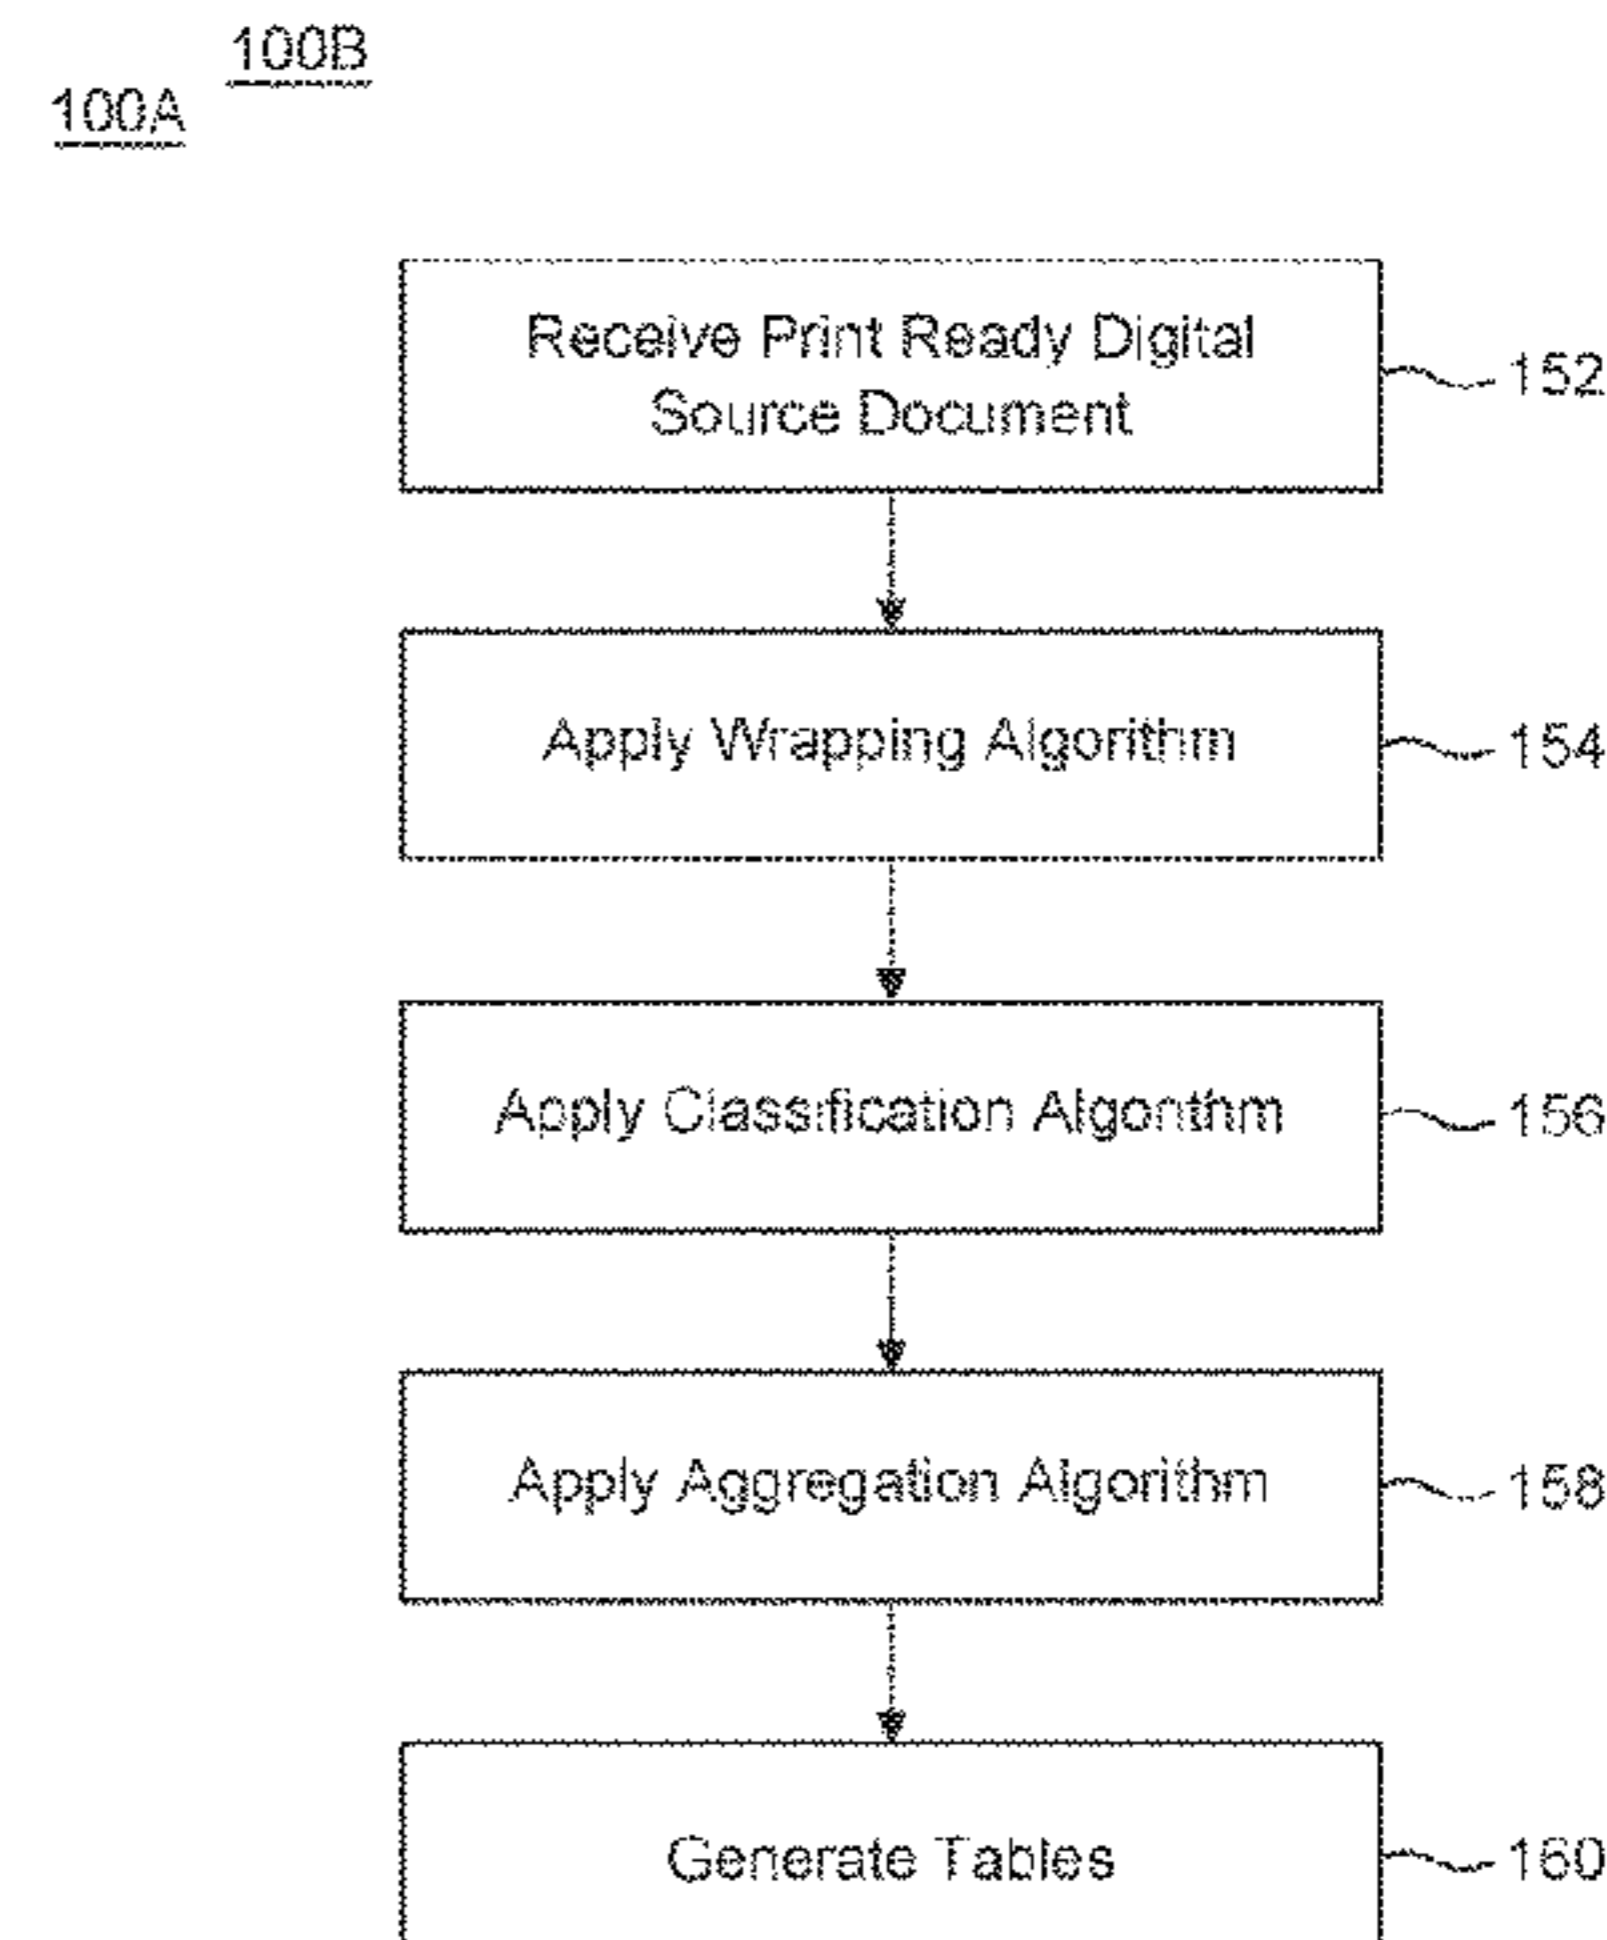 100B
100A
Receive Print Ready Digital
Source Document
152
Apply Wrapping Algorithm
154
Apply Classification Algorithm
156
Apply Aggregation Algorithm
158
Generate Tables
160